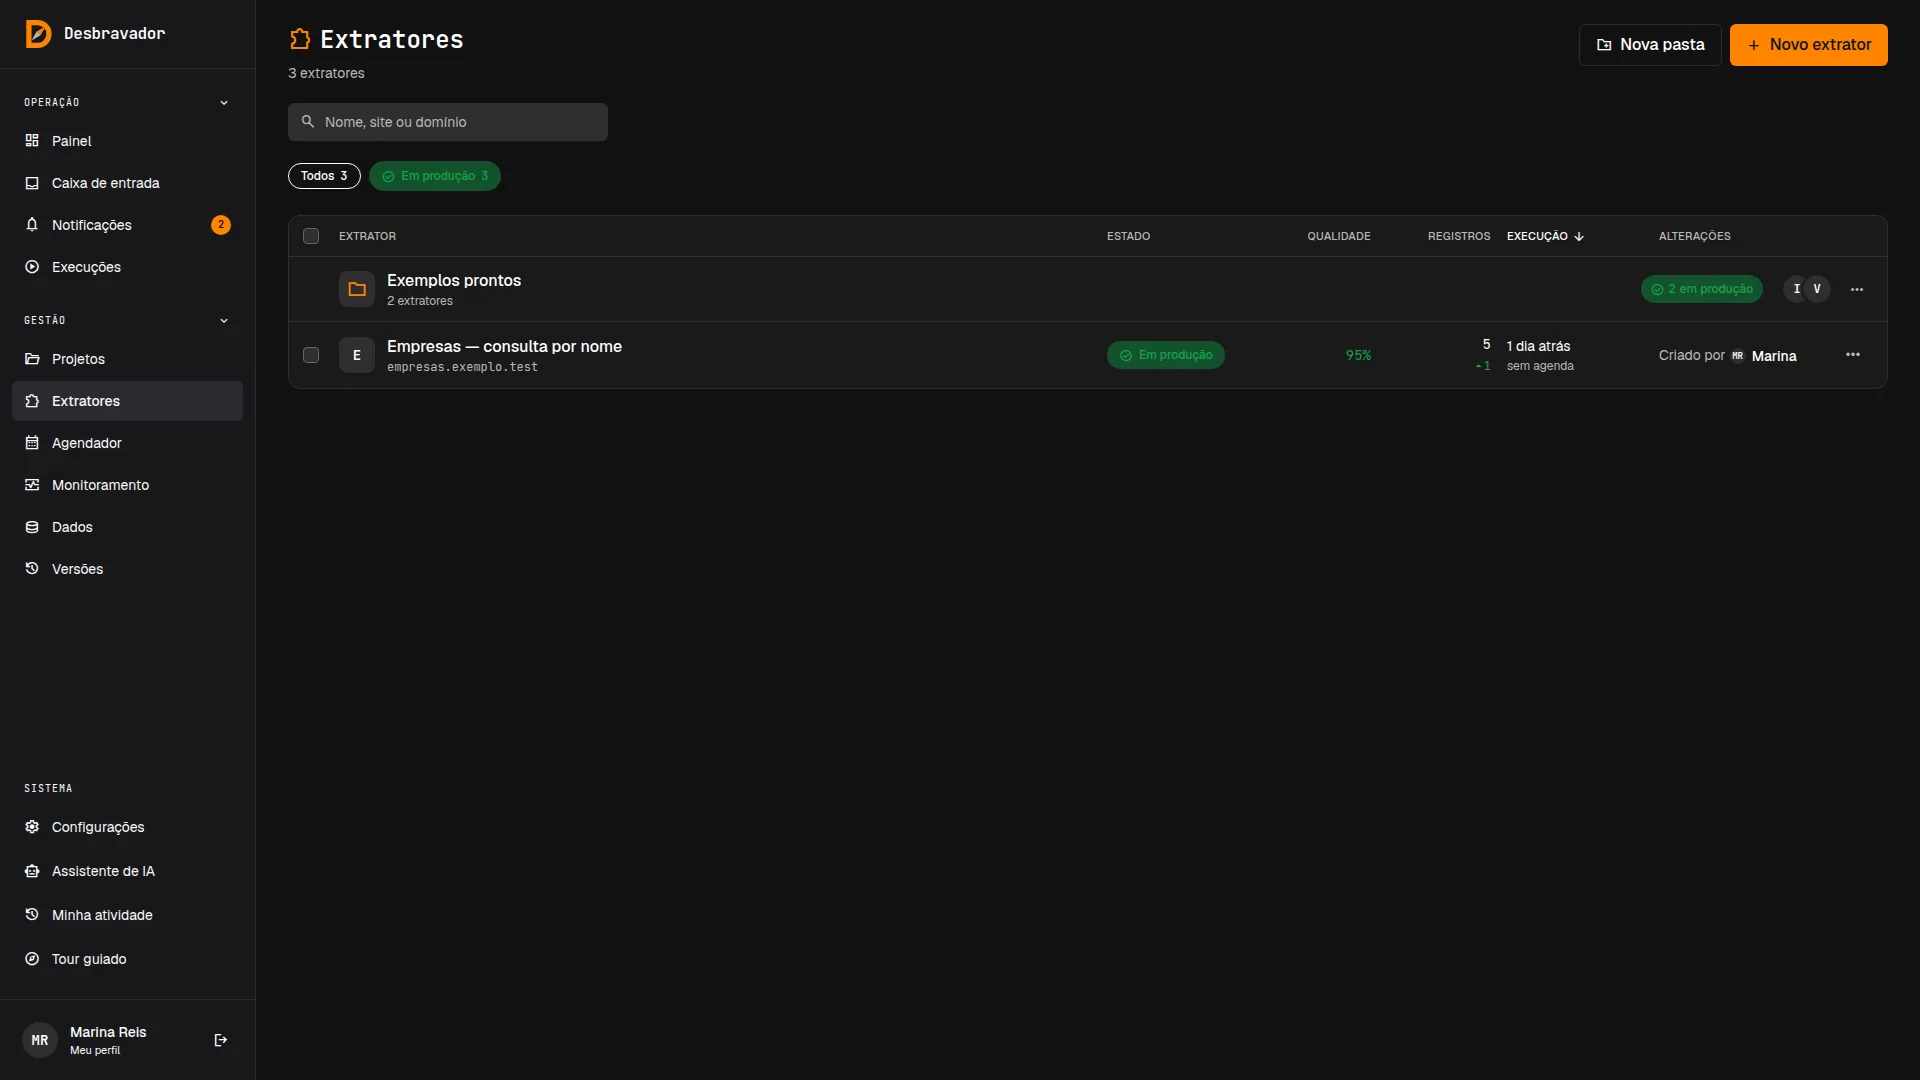 Desbravador
OPERAÇÃO
Painel
Caixa de entrada
Notificações 2
Execuções
GESTÃO
Projetos
Extratores
Agendador
Monitoramento
Dados
Versões
SISTEMA
Configurações
Assistente de IA
Minha atividade
Tour guiado
MR
Marina Reis
Meu perfil
Extratores
3 extratores
Nova pasta
+ Novo extrator
Nome, site ou domínio
Todos 3
Em produção 3
EXTRATOR ESTADO QUALIDADE REGISTROS EXECUÇÃO ALTERAÇÕES
Exemplos prontos
2 extratores
2 em produção
I V
E
Empresas — consulta por nome
empresas.exemplo.test
Em produção
95%
5
1
1 dia atrás
sem agenda
Criado por MR Marina